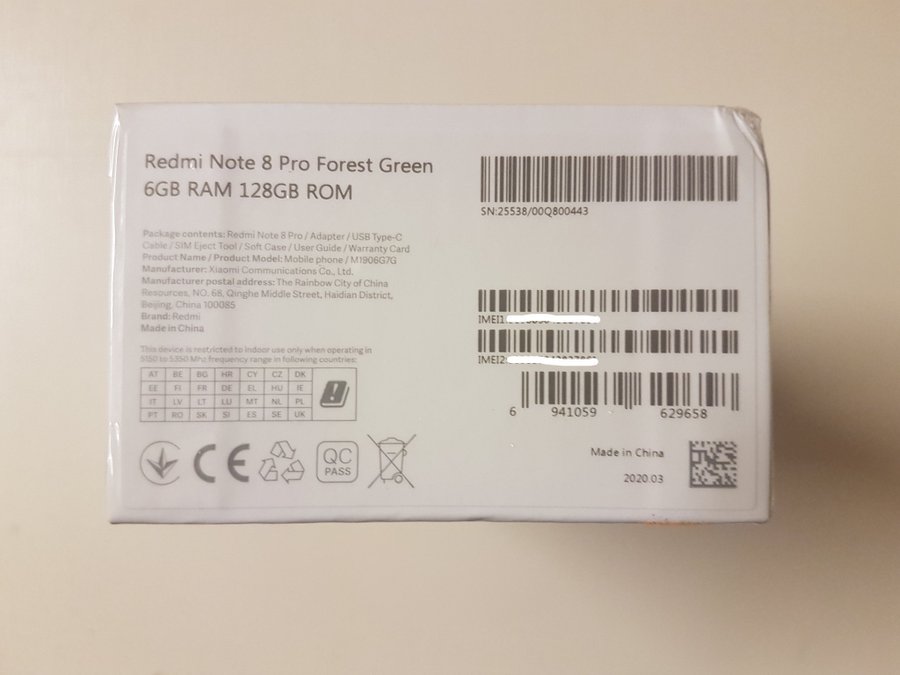 Redmi Note 8 Pro Forest Green
6GB RAM 128GB ROM
Package contents: Redmi Note 8 Pro / Adapter / USB Type-C
Cable / SIM Eject Tool / Soft Case / User Guide / Warranty Card
Product Name / Product Model: Mobile phone / M1906G7G
Manufacturer: Xiaomi Communications Co., Ltd.
Manufacturer postal address: The Rainbow City of China
Resources, NO. 68, Qinghe Middle Street, Haidian District,
Beijing, China 100085
Brand: Redmi
Made in China
This device is restricted to indoor use only when operating in
5150 to 5350 Mhz frequency range in following countries:
AT BE BG HR CY CZ DK
EE FI FR DE EL HU IE
IT LV LT LU MT NL PL
PT RO SK SI ES SE UK
CE
QC
PASS
SN:25538/00Q800443
IMEI1
IMEI2
6 941059 629658
Made in China
2020.03